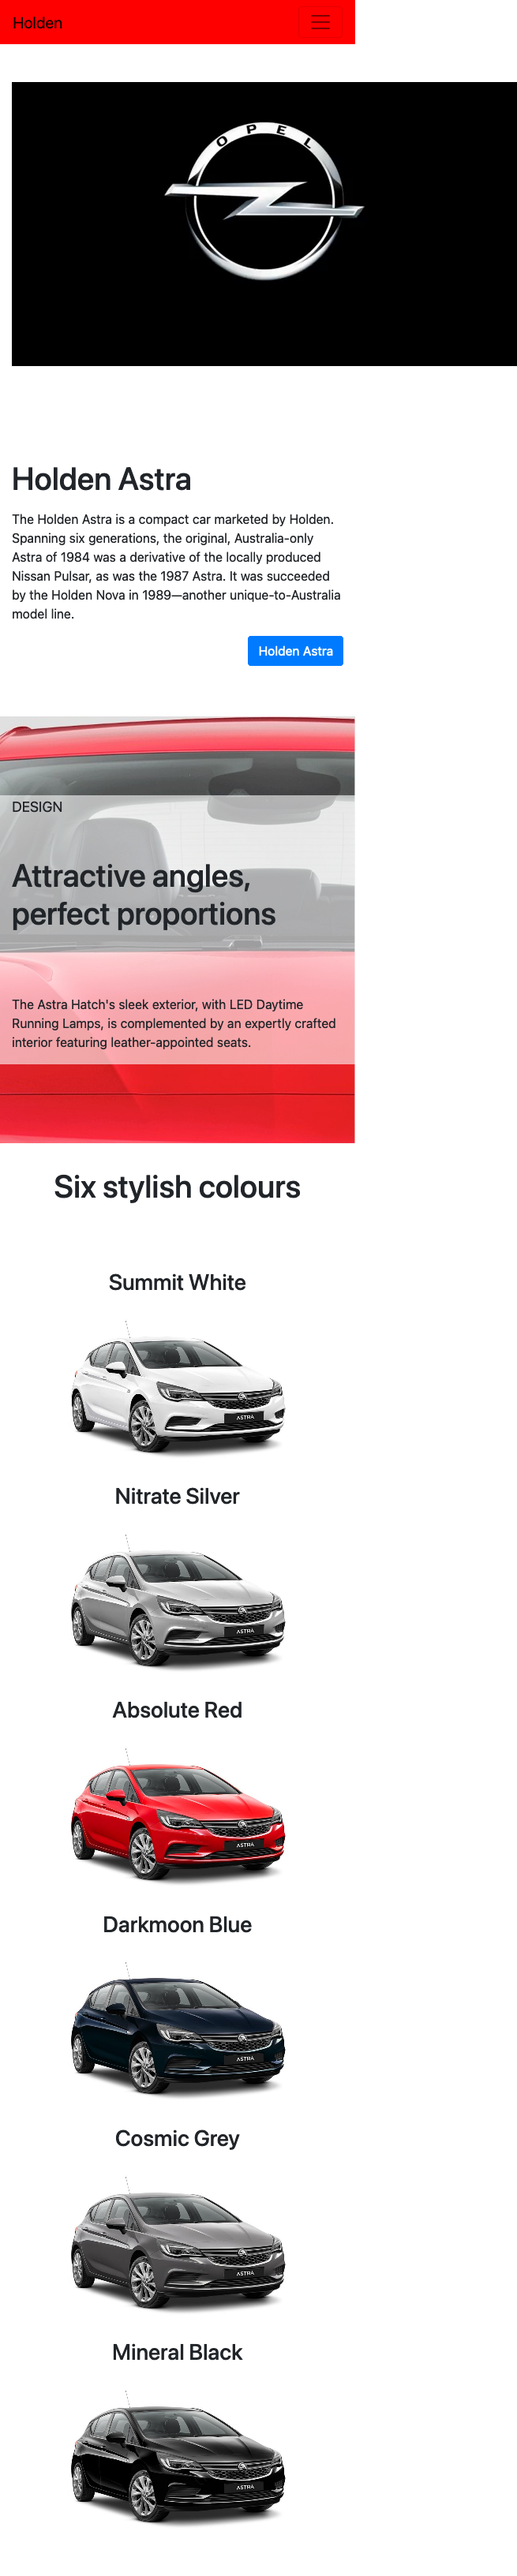 Holden
OPEL
Holden Astra
The Holden Astra is a compact car marketed by Holden.
Spanning six generations, the original, Australia-only
Astra of 1984 was a derivative of the locally produced
Nissan Pulsar, as was the 1987 Astra. It was succeeded
by the Holden Nova in 1989—another unique-to-Australia
model line.
Holden Astra
DESIGN
Attractive angles,
perfect proportions
The Astra Hatch's sleek exterior, with LED Daytime
Running Lamps, is complemented by an expertly crafted
interior featuring leather-appointed seats.
Six stylish colours
Summit White
ASTRA
Nitrate Silver
ASTRA
Absolute Red
ASTRA
Darkmoon Blue
ASTRA
Cosmic Grey
ASTRA
Mineral Black
ASTRA